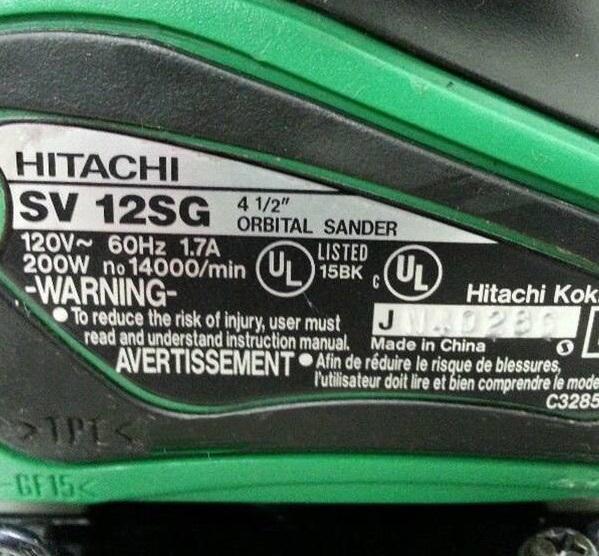 HITACHI
SV 12SG 4 1/2" ORBITAL SANDER
120V~ 60Hz 1.7A
200W no 14000/min
UL LISTED 15BK c UL
-WARNING-
Hitachi Koki
● To reduce the risk of injury, user must
read and understand instruction manual.
J
Made in China
AVERTISSEMENT ● Afin de réduire le risque de blessures,
l'utilisateur doit lire et bien comprendre le mode
C3285
>TPE<